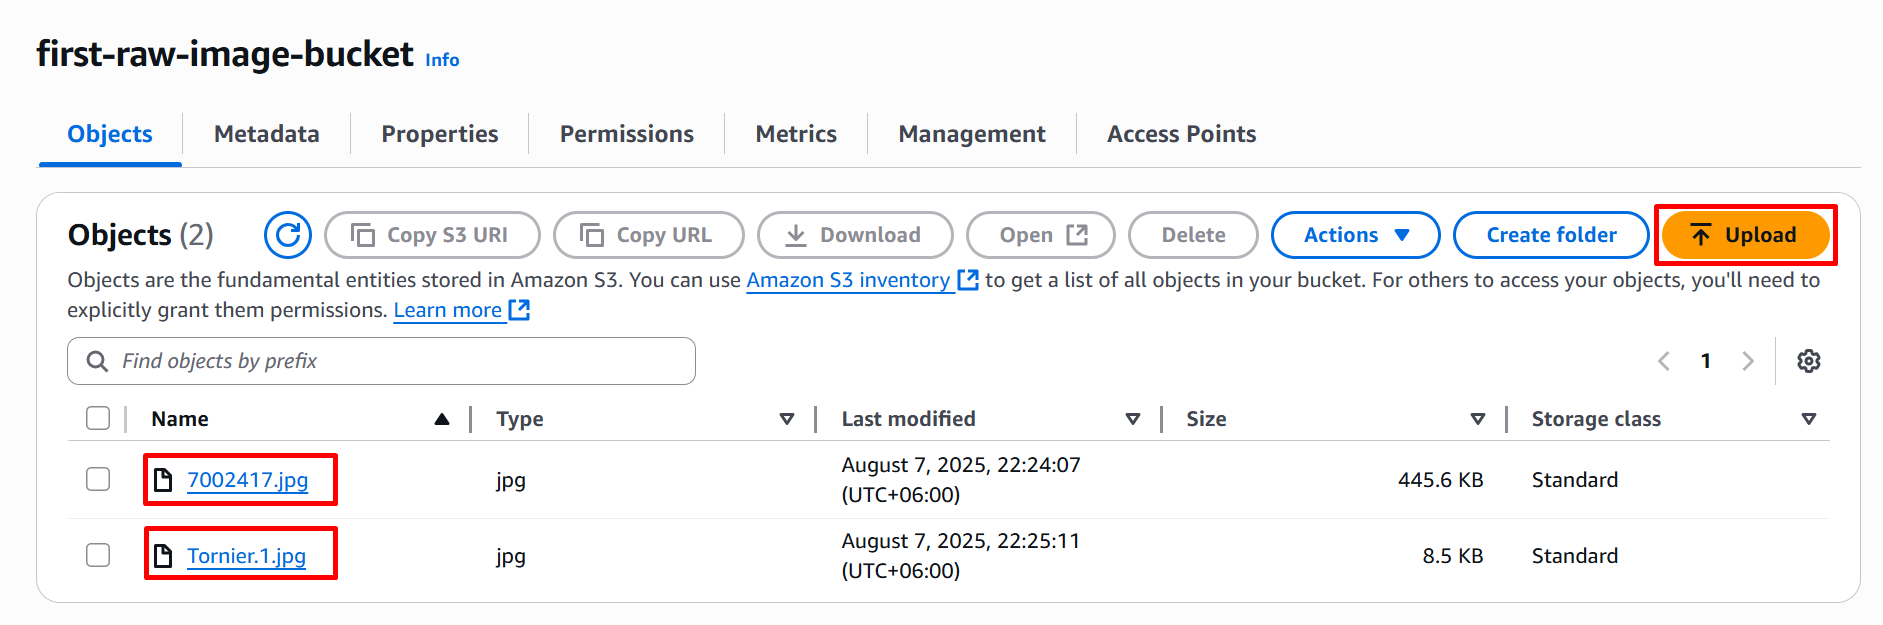 first-raw-image-bucket Info
Objects Metadata Properties Permissions Metrics Management Access Points
Objects (2) Copy S3 URI Copy URL Download Open Delete Actions Create folder Upload
Objects are the fundamental entities stored in Amazon S3. You can use Amazon S3 inventory to get a list of all objects in your bucket. For others to access your objects, you'll need to
explicitly grant them permissions. Learn more
Find objects by prefix 1
Name Type Last modified Size Storage class
7002417.jpg jpg August 7, 2025, 22:24:07 (UTC+06:00) 445.6 KB Standard
Tornier.1.jpg jpg August 7, 2025, 22:25:11 (UTC+06:00) 8.5 KB Standard